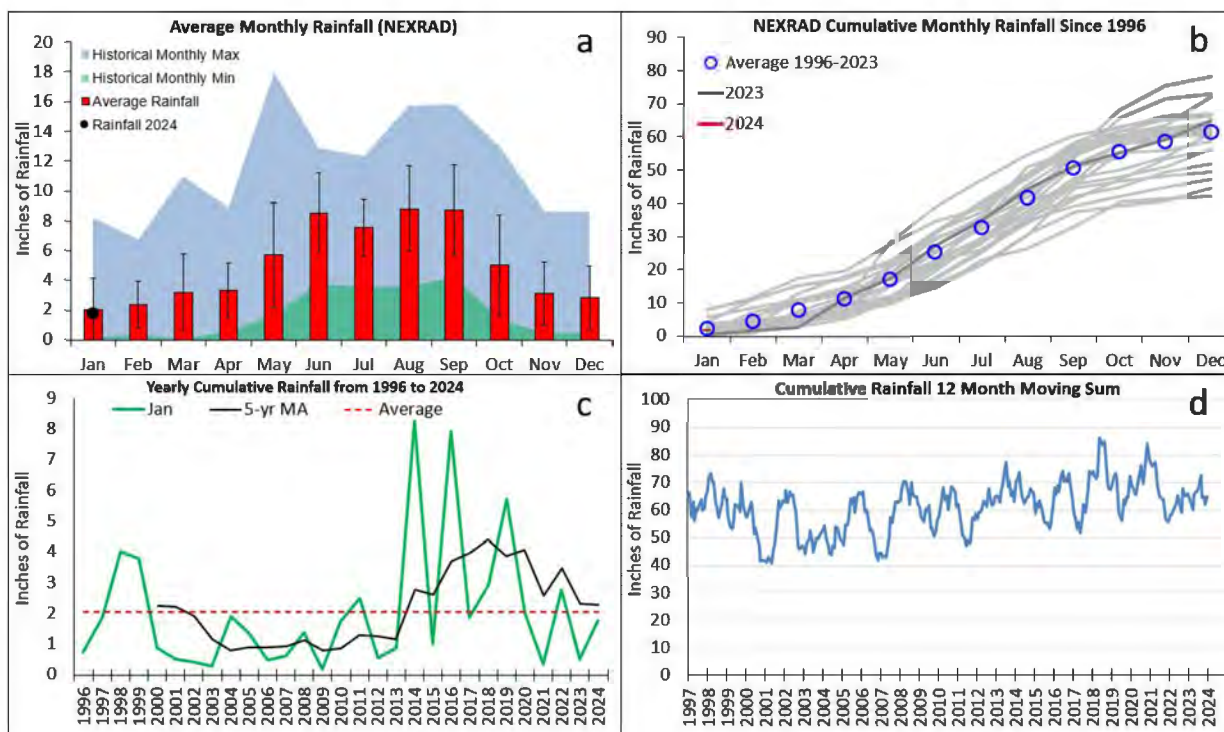 Average Monthly Rainfall (NEXRAD)
a
20
18
16
14
12
10
8
6
4
2
0
Inches of Rainfall
Historical Monthly Max
Historical Monthly Min
Average Rainfall
Rainfall 2024
Jan Feb Mar Apr May Jun Jul Aug Sep Oct Nov Dec
NEXRAD Cumulative Monthly Rainfall Since 1996
b
90
80
70
60
50
40
30
20
10
0
Inches of Rainfall
Average 1996-2023
2023
2024
Jan Feb Mar Apr May Jun Jul Aug Sep Oct Nov Dec
Yearly Cumulative Rainfall from 1996 to 2024
c
Jan 5-yr MA Average
9
8
7
6
5
4
3
2
1
0
Inches of Rainfall
1996 1997 1998 1999 2000 2001 2002 2003 2004 2005 2006 2007 2008 2009 2010 2011 2012 2013 2014 2015 2016 2017 2018 2019 2020 2021 2022 2023 2024
Cumulative Rainfall 12 Month Moving Sum
d
100
90
80
70
60
50
40
30
20
10
0
Inches of Rainfall
1997 1998 1999 2000 2001 2002 2003 2004 2005 2006 2007 2008 2009 2010 2011 2012 2013 2014 2015 2016 2017 2018 2019 2020 2021 2022 2023 2024